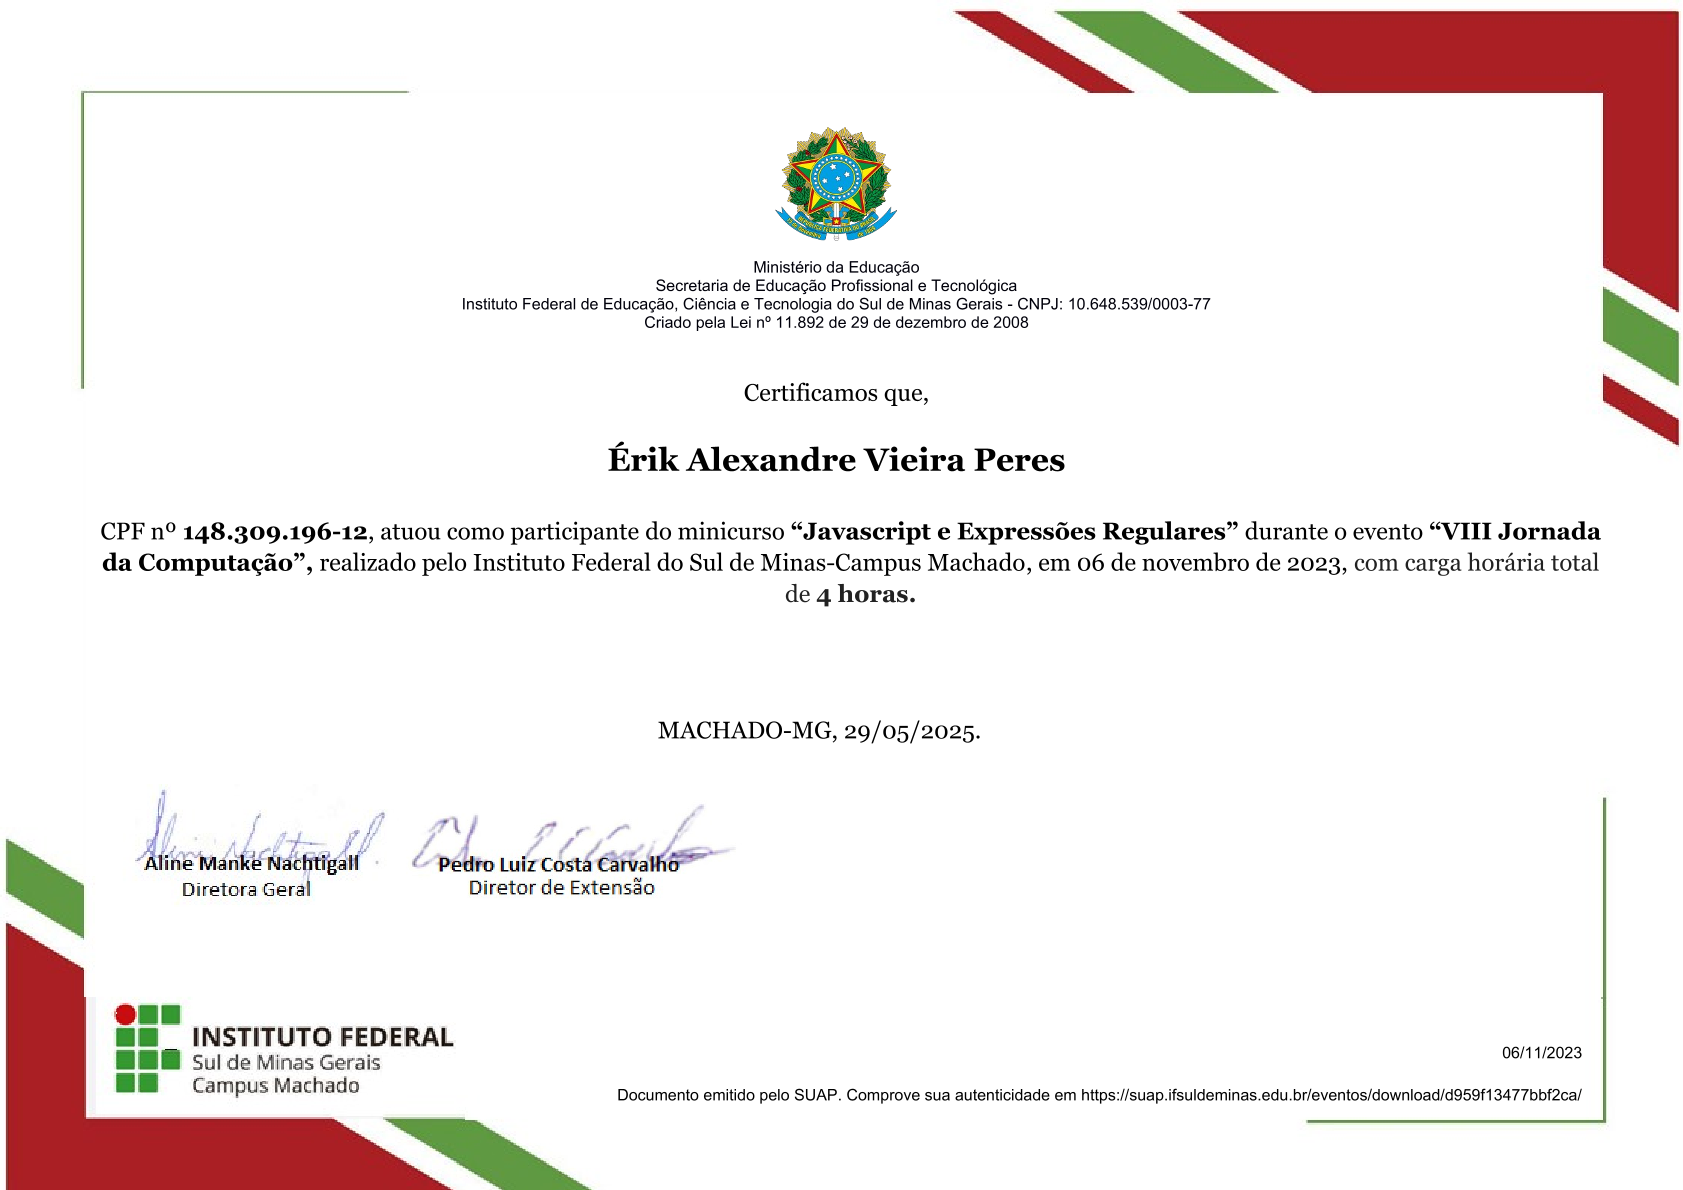 Ministério da Educação
Secretaria de Educação Profissional e Tecnológica
Instituto Federal de Educação, Ciência e Tecnologia do Sul de Minas Gerais - CNPJ: 10.648.539/0003-77
Criado pela Lei nº 11.892 de 29 de dezembro de 2008
Certificamos que,
Érik Alexandre Vieira Peres
CPF nº 148.309.196-12, atuou como participante do minicurso “Javascript e Expressões Regulares” durante o evento “VIII Jornada
da Computação”, realizado pelo Instituto Federal do Sul de Minas-Campus Machado, em 06 de novembro de 2023, com carga horária total
de 4 horas.
MACHADO-MG, 29/05/2025.
Aline Nachtigall.
Aline Manke Nachtigall
Diretora Geral
Pedro Luiz Costa Carvalho
Diretor de Extensão
INSTITUTO FEDERAL
Sul de Minas Gerais
Campus Machado
06/11/2023
Documento emitido pelo SUAP. Comprove sua autenticidade em https://suap.ifsuldeminas.edu.br/eventos/download/d959f13477bbf2ca/